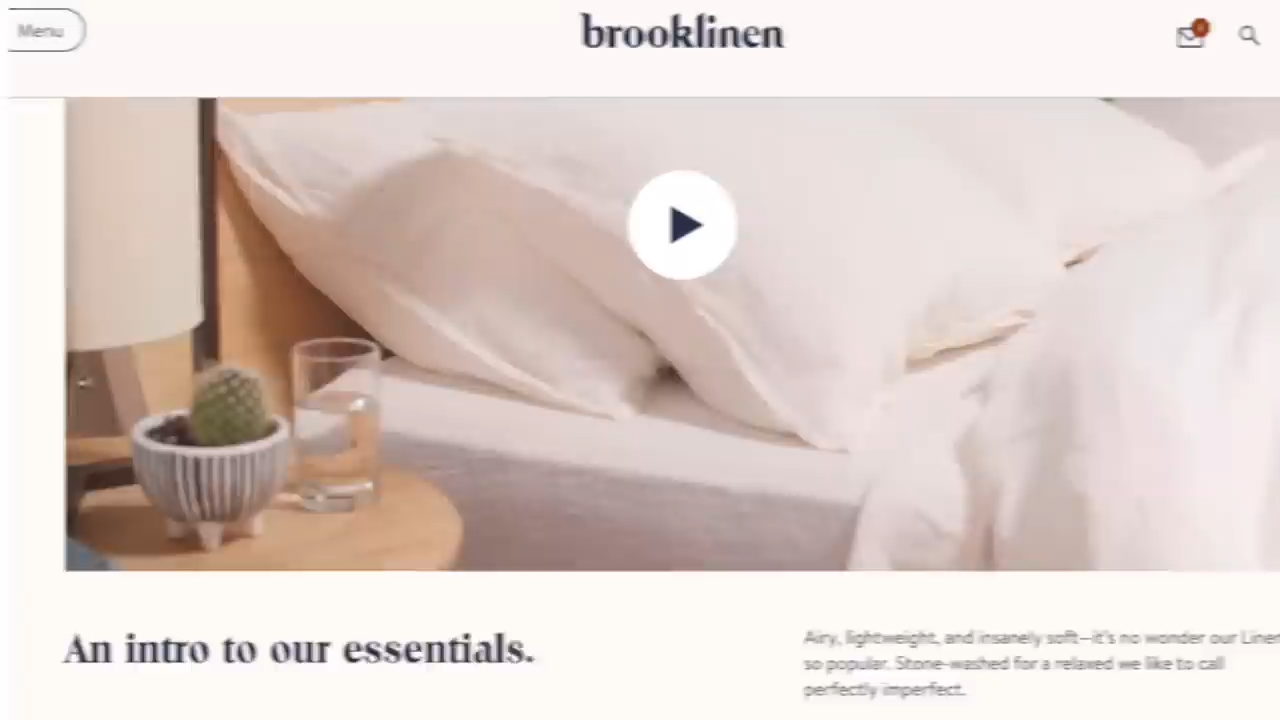 Menu
brooklinen
An intro to our essentials.
Airy, lightweight, and insanely soft—it's no wonder our Linen
so popular. Stone-washed for a relaxed we like to call
perfectly imperfect.